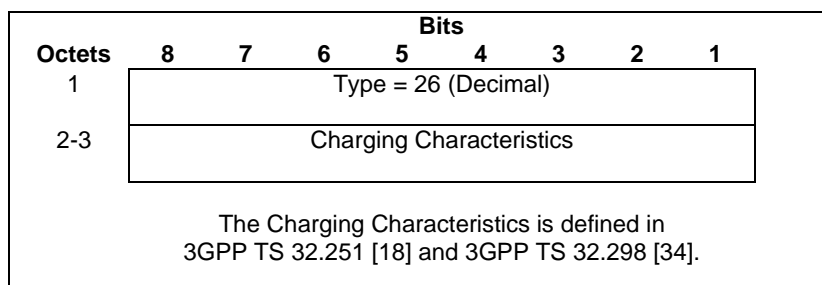 Bits
Octets 8 7 6 5 4 3 2 1
1 Type = 26 (Decimal)
2-3 Charging Characteristics
The Charging Characteristics is defined in
3GPP TS 32.251 [18] and 3GPP TS 32.298 [34].